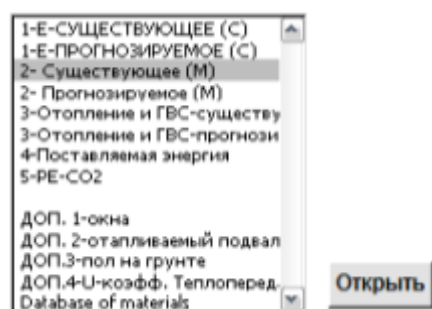 1-Е-СУЩЕСТВУЮЩЕЕ (С)
1-Е-ПРОГНОЗИРУЕМОЕ (С)
2- Существующее (М)
2- Прогнозируемое (М)
3-Отопление и ГВС-существу
3-Отопление и ГВС-прогнози
4-Поставляемая энергия
5-PE-CO2
ДОП. 1-окна
ДОП. 2-отапливаемый подвал
ДОП.3-пол на грунте
ДОП.4-U-коэфф. Теплоперед.
Database of materials
Открыть